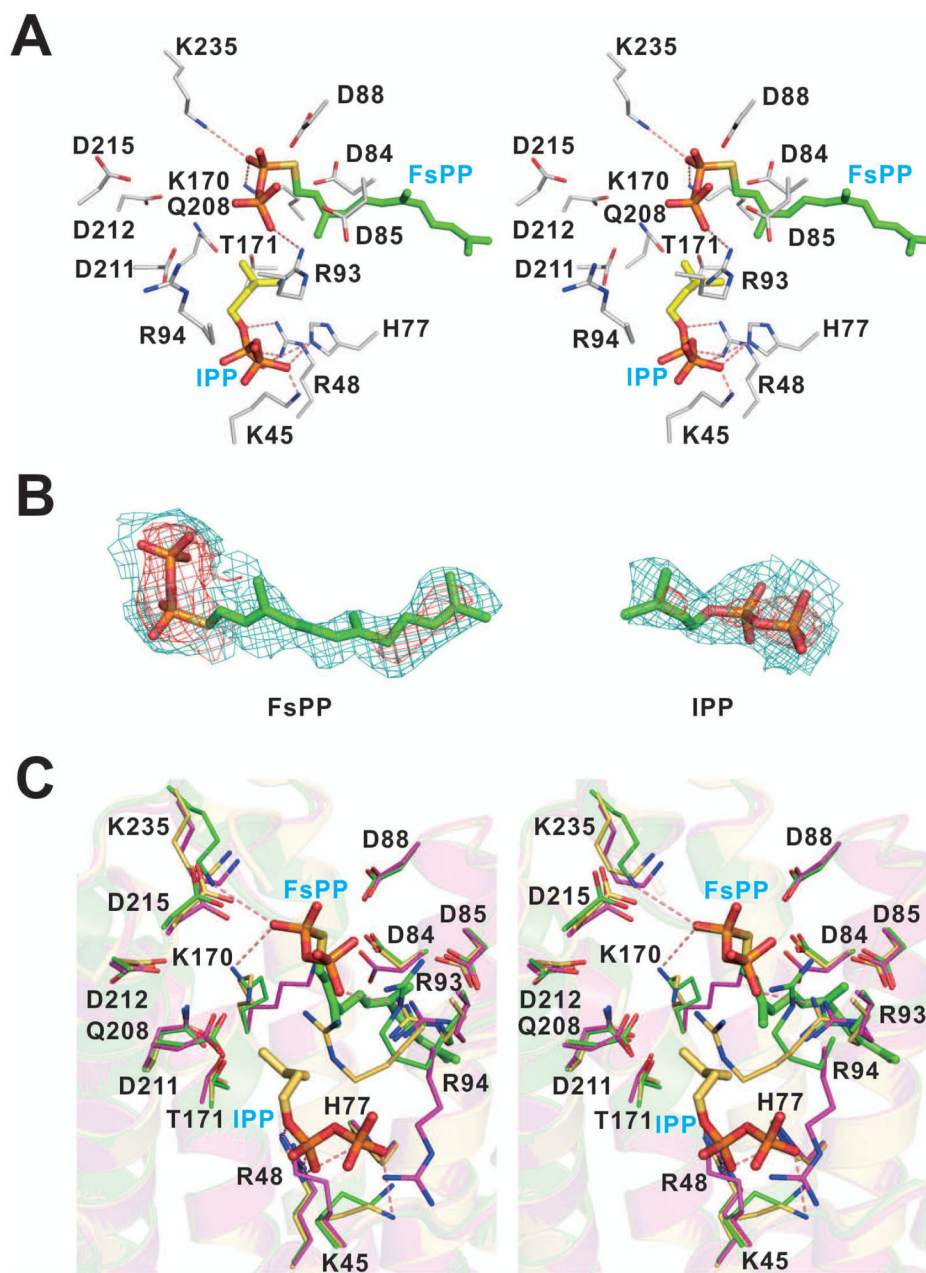 A
K235
D88
D215
D84
FsPP
K170
Q208
D212
D85
T171
D211
R93
R94
H77
IPP
R48
K45
K235
D88
D215
D84
FsPP
K170
Q208
D212
D85
T171
D211
R93
R94
H77
IPP
R48
K45
B
FsPP
IPP
C
K235
D88
FsPP
D215
D85
D84
K170
R93
D212
Q208
D211
R94
T171
IPP
H77
R48
K45
K235
D88
FsPP
D215
D85
D84
K170
D212
R93
Q208
D211
R94
T171
H77
IPP
R48
K45